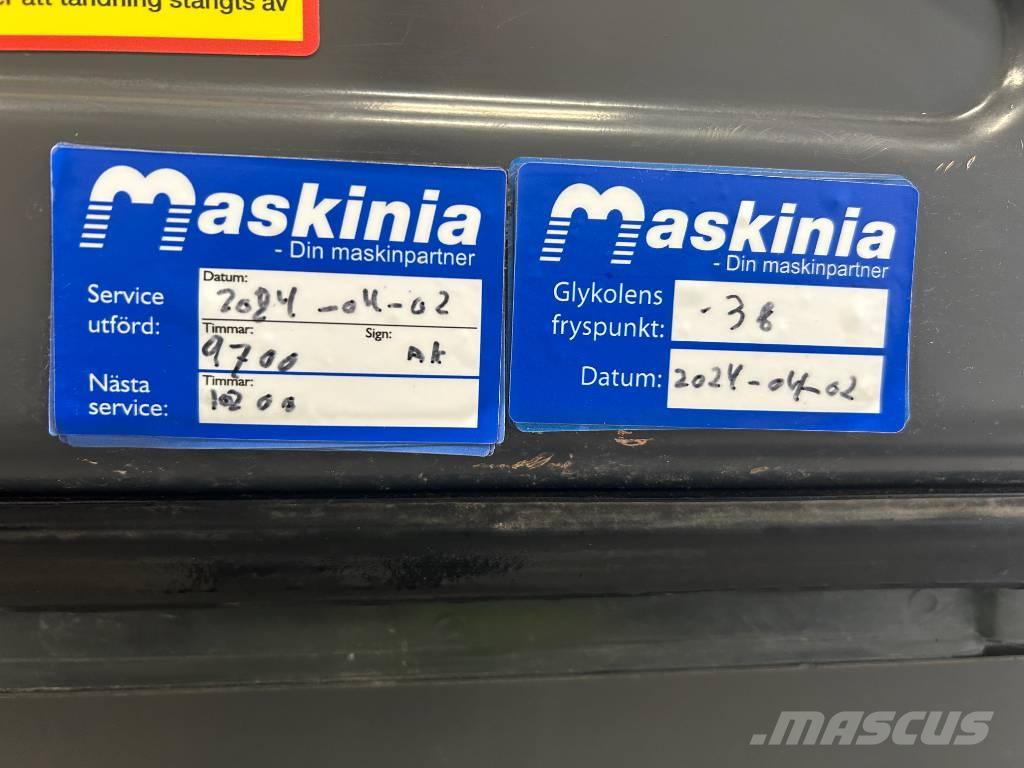 att tändning stängts av
Maskinia
- Din maskinpartner
Service utförd:
Datum:
2024-04-02
Timmar:
9700
Sign:
AK
Nästa service:
Timmar:
10200
Maskinia
- Din maskinpartner
Glykolens fryspunkt:
-38
Datum:
2024-04-02
.MASCUS